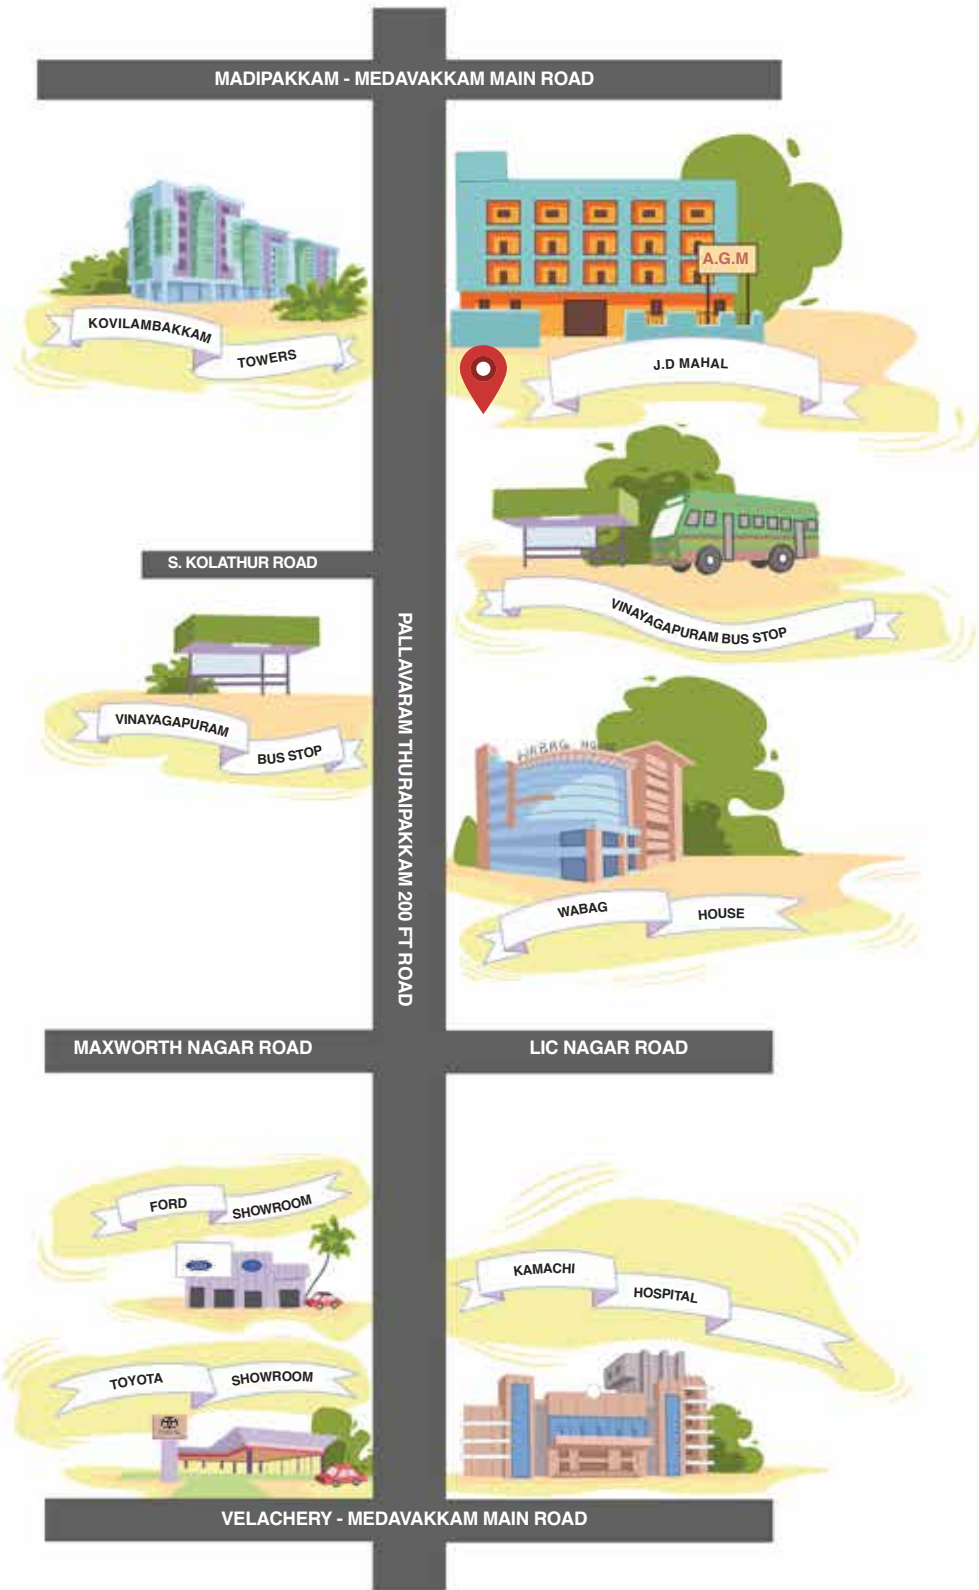 MADIPAKKAM - MEDAVAKKAM MAIN ROAD
A.G.M
KOVILAMBAKKAM
TOWERS
J.D MAHAL
S. KOLATHUR ROAD
VINAYAGAPURAM BUS STOP
VINAYAGAPURAM
BUS STOP
PALLAVARAM THURAIPAKKAM 200 FT ROAD
WABAG HOUSE
WABAG
HOUSE
MAXWORTH NAGAR ROAD
LIC NAGAR ROAD
FORD
SHOWROOM
KAMACHI
HOSPITAL
TOYOTA
SHOWROOM
VELACHERY - MEDAVAKKAM MAIN ROAD